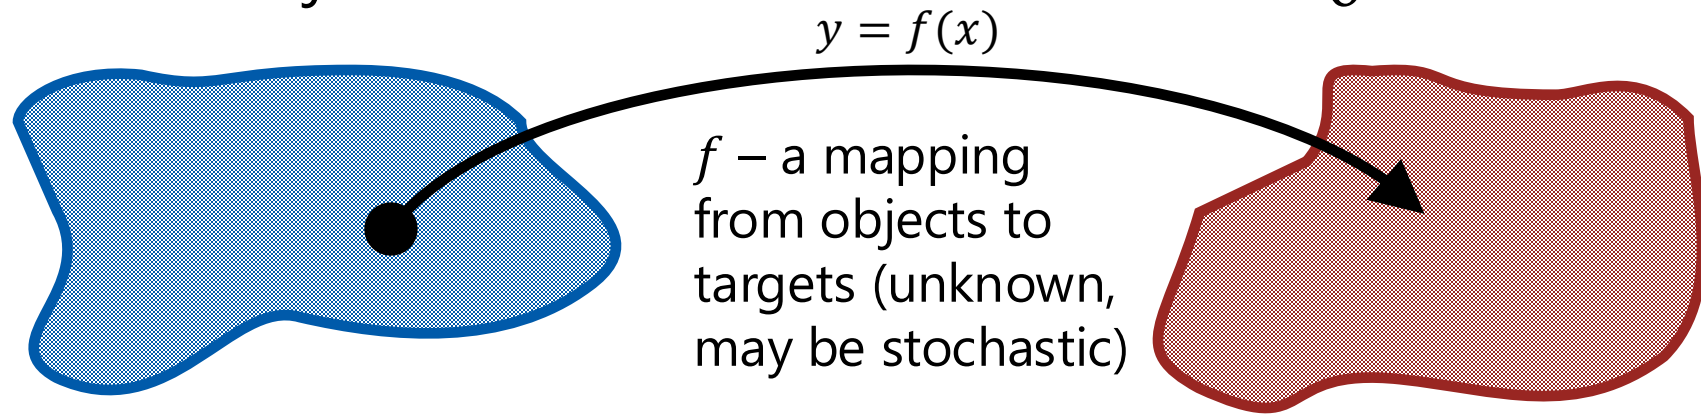 y = f(x)
f – a mapping
from objects to
targets (unknown,
may be stochastic)